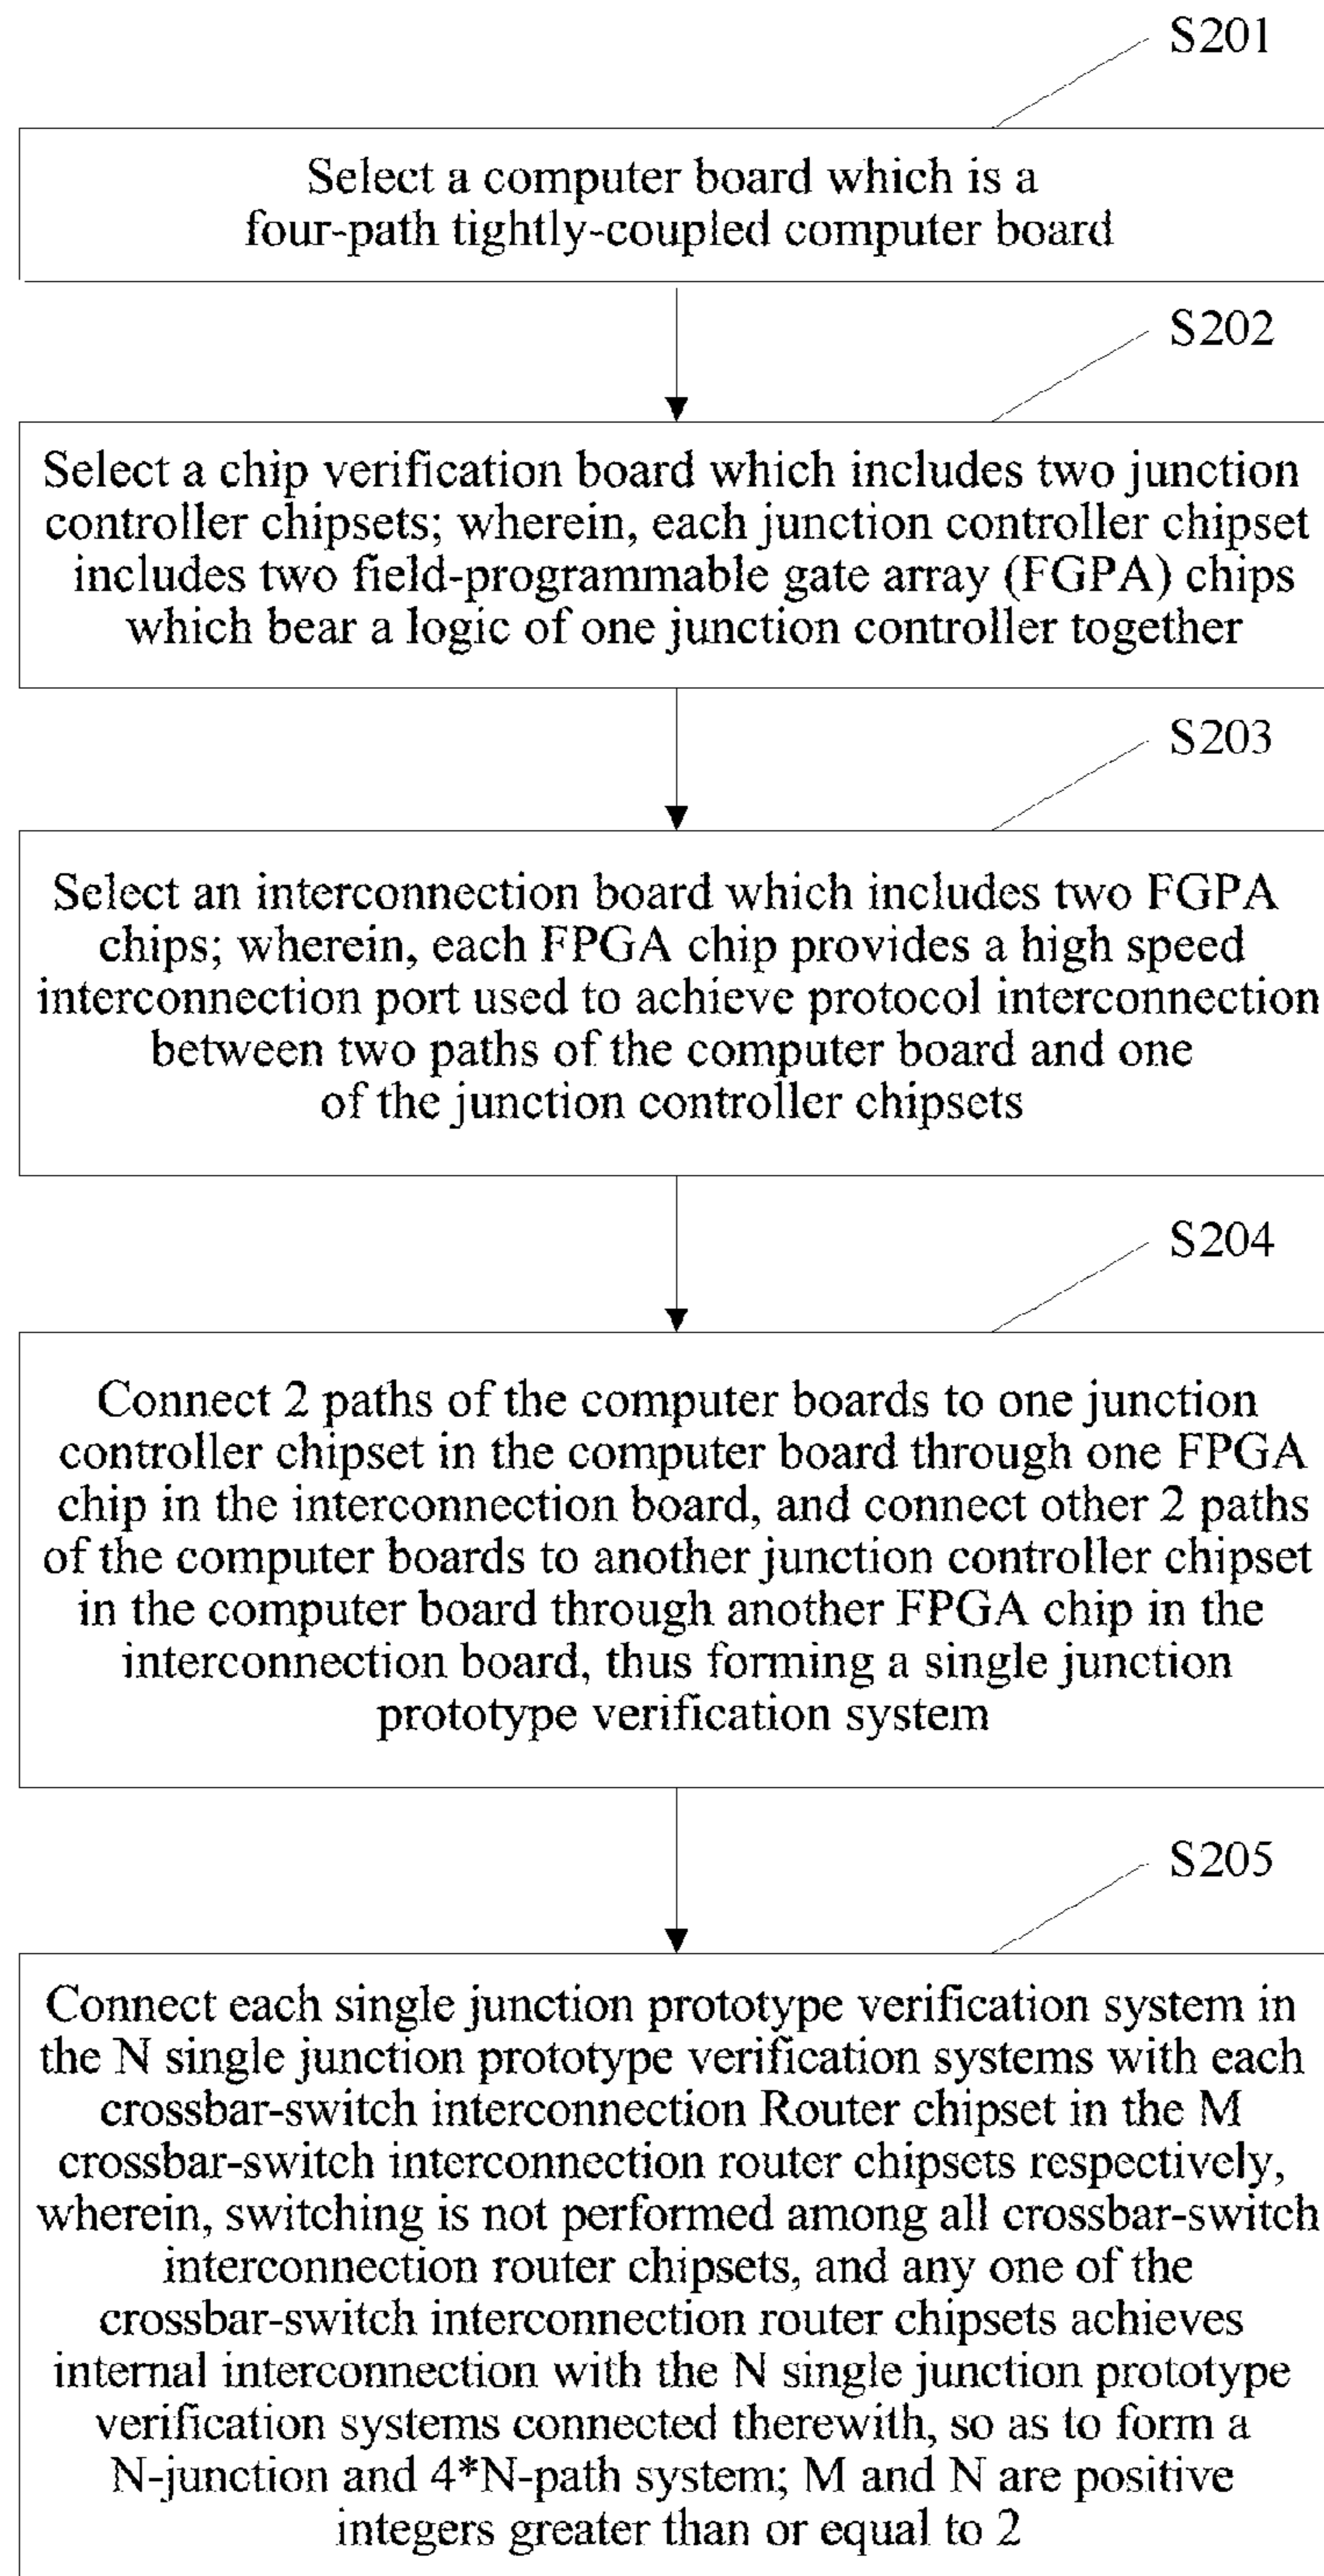 S201
Select a computer board which is a
four-path tightly-coupled computer board
S202
Select a chip verification board which includes two junction
controller chipsets; wherein, each junction controller chipset
includes two field-programmable gate array (FGPA) chips
which bear a logic of one junction controller together
S203
Select an interconnection board which includes two FGPA
chips; wherein, each FPGA chip provides a high speed
interconnection port used to achieve protocol interconnection
between two paths of the computer board and one
of the junction controller chipsets
S204
Connect 2 paths of the computer boards to one junction
controller chipset in the computer board through one FPGA
chip in the interconnection board, and connect other 2 paths
of the computer boards to another junction controller chipset
in the computer board through another FPGA chip in the
interconnection board, thus forming a single junction
prototype verification system
S205
Connect each single junction prototype verification system in
the N single junction prototype verification systems with each
crossbar-switch interconnection Router chipset in the M
crossbar-switch interconnection router chipsets respectively,
wherein, switching is not performed among all crossbar-switch
interconnection router chipsets, and any one of the
crossbar-switch interconnection router chipsets achieves
internal interconnection with the N single junction prototype
verification systems connected therewith, so as to form a
N-junction and 4*N-path system; M and N are positive
integers greater than or equal to 2